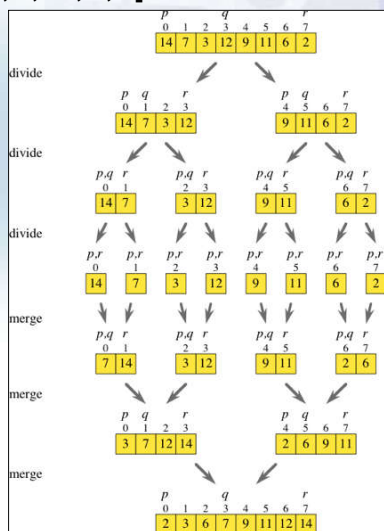 p q r
0 1 2 3 4 5 6 7
14 7 3 12 9 11 6 2
divide
p q r p q r
0 1 2 3 4 5 6 7
14 7 3 12 9 11 6 2
divide
p,q r p,q r p,q r p,q r
0 1 2 3 4 5 6 7
14 7 3 12 9 11 6 2
divide
p,r p,r p,r p,r p,r p,r p,r p,r
0 1 2 3 4 5 6 7
14 7 3 12 9 11 6 2
merge
p,q r p,q r p,q r p,q r
0 1 2 3 4 5 6 7
7 14 3 12 9 11 2 6
merge
p q r p q r
0 1 2 3 4 5 6 7
3 7 12 14 2 6 9 11
merge
p q r
0 1 2 3 4 5 6 7
2 3 6 7 9 11 12 14